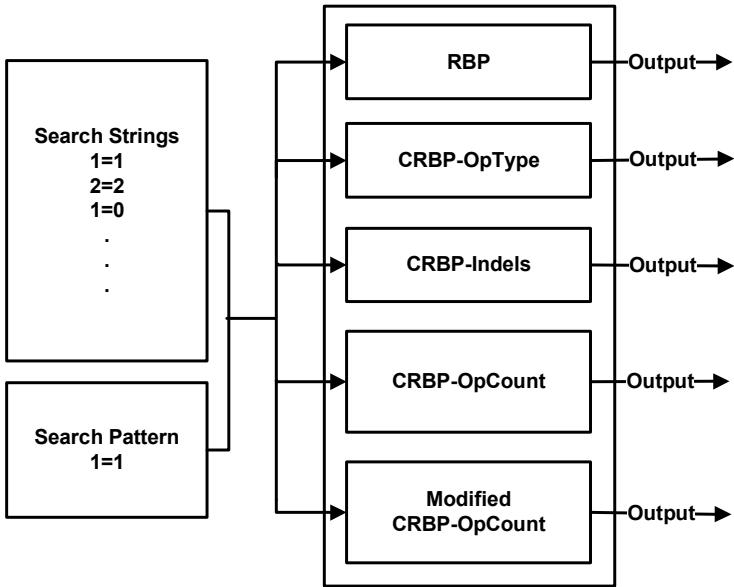 Search Strings
1=1
2=2
1=0
.
.
.
Search Pattern
1=1
RBP
Output
CRBP-OpType
Output
CRBP-Indels
Output
CRBP-OpCount
Output
Modified
CRBP-OpCount
Output